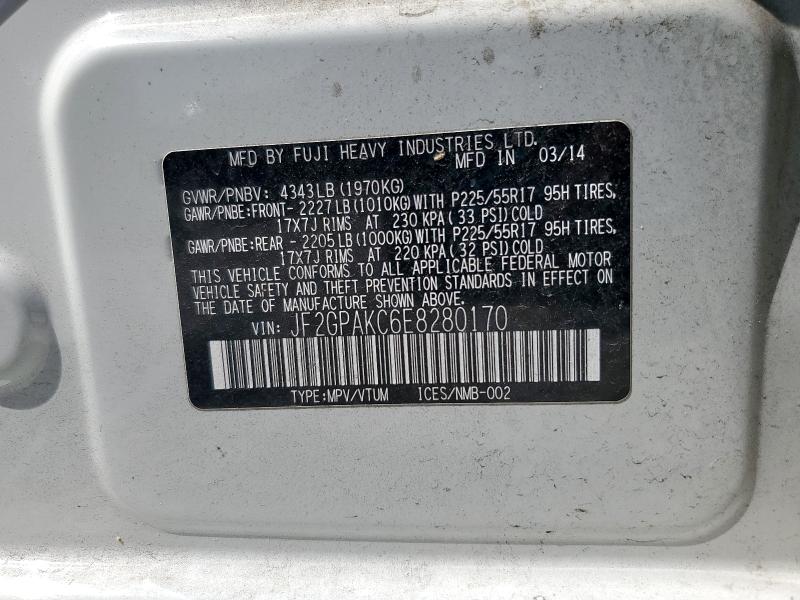 MFD BY FUJI HEAVY INDUSTRIES LTD.
MFD IN 03/14
GVWR/PNBV: 4343LB(1970KG)
GAWR/PNBE:FRONT- 2227LB(1010KG)WITH P225/55R17 95H TIRES,
17X7J RIMS AT 230 KPA(33 PSI)COLD
GAWR/PNBE:REAR - 2205LB(1000KG)WITH P225/55R17 95H TIRES,
17X7J RIMS AT 220 KPA(32 PSI)COLD
THIS VEHICLE CONFORMS TO ALL APPLICABLE FEDERAL MOTOR
VEHICLE SAFETY AND THEFT PREVENTION STANDARDS IN EFFECT ON
THE DATE OF MANUFACTURE SHOWN ABOVE.
VIN: JF2GPAKC6E8280170
TYPE:MPV/VTUM ICES/NMB-002